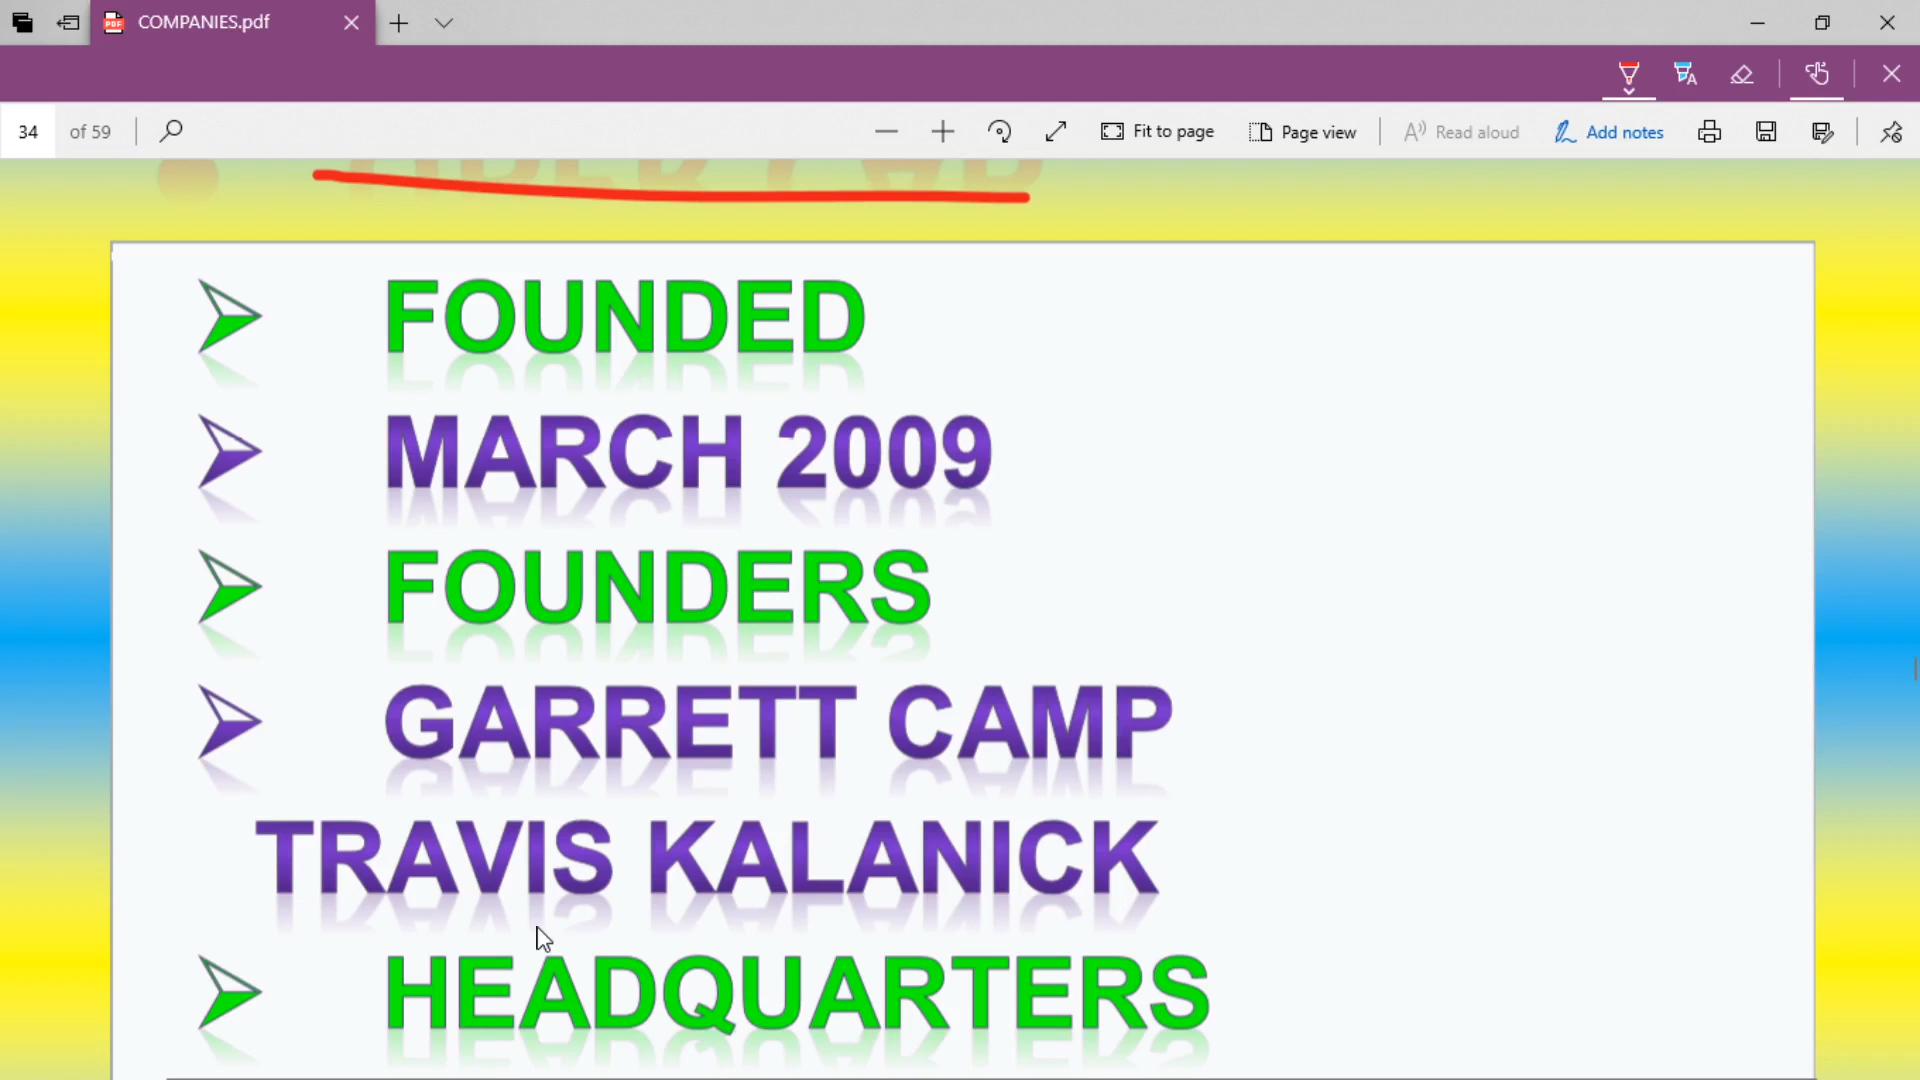 COMPANIES.pdf
34 of 59
Fit to page
Page view
Read aloud
Add notes
FOUNDED
MARCH 2009
FOUNDERS
GARRETT CAMP
TRAVIS KALANICK
HEADQUARTERS